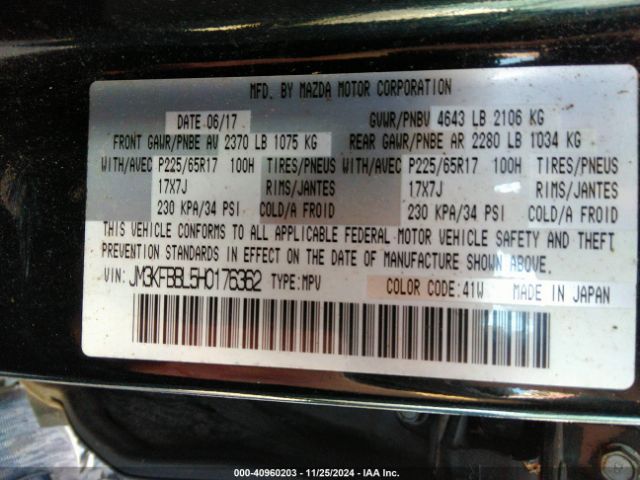 MFD. BY MAZDA MOTOR CORPORATION
DATE 06/17 GVWR/PNBV 4643 LB 2106 KG
FRONT GAWR/PNBE AV 2370 LB 1075 KG REAR GAWR/PNBE AR 2280 LB 1034 KG
WITH/AVEC P225/65R17 100H TIRES/PNEUS WITH/AVEC P225/65R17 100H TIRES/PNEUS
17X7J RIMS/JANTES 17X7J RIMS/JANTES
230 KPA/34 PSI COLD/A FROID 230 KPA/34 PSI COLD/A FROID
THIS VEHICLE CONFORMS TO ALL APPLICABLE FEDERAL MOTOR VEHICLE SAFETY AND THEFT
PREVENTION STANDARDS IN EFFECT ON THE DATE OF MANUFACTURE SHOWN ABOVE.
VIN: JM3KFBBL5H0176362 TYPE: MPV COLOR CODE: 41W MADE IN JAPAN
000-40960203 - 11/25/2024 - IAA Inc.